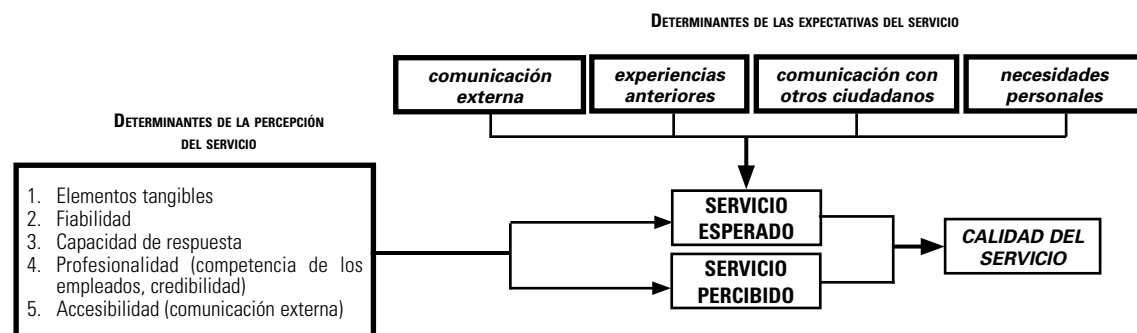 DETERMINANTES DE LAS EXPECTATIVAS DEL SERVICIO
comunicación
externa
experiencias
anteriores
comunicación con
otros ciudadanos
necesidades
personales
DETERMINANTES DE LA PERCEPCIÓN
DEL SERVICIO
1. Elementos tangibles
2. Fiabilidad
3. Capacidad de respuesta
4. Profesionalidad (competencia de los
empleados, credibilidad)
5. Accesibilidad (comunicación externa)
SERVICIO
ESPERADO
SERVICIO
PERCIBIDO
CALIDAD DEL
SERVICIO